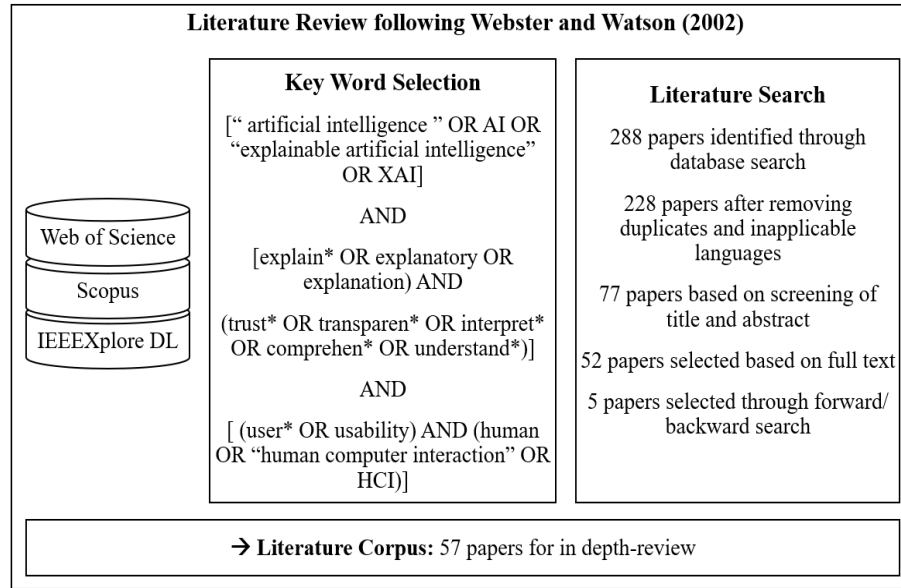 Literature Review following Webster and Watson (2002)
Web of Science
Scopus
IEEEXplore DL
Key Word Selection
[“ artificial intelligence ” OR AI OR
“explainable artificial intelligence”
OR XAI]
AND
[explain* OR explanatory OR
explanation) AND
(trust* OR transparen* OR interpret*
OR comprehen* OR understand*)]
AND
[ (user* OR usability) AND (human
OR “human computer interaction” OR
HCI)]
Literature Search
288 papers identified through
database search
228 papers after removing
duplicates and inapplicable
languages
77 papers based on screening of
title and abstract
52 papers selected based on full text
5 papers selected through forward/
backward search
→ Literature Corpus: 57 papers for in depth-review